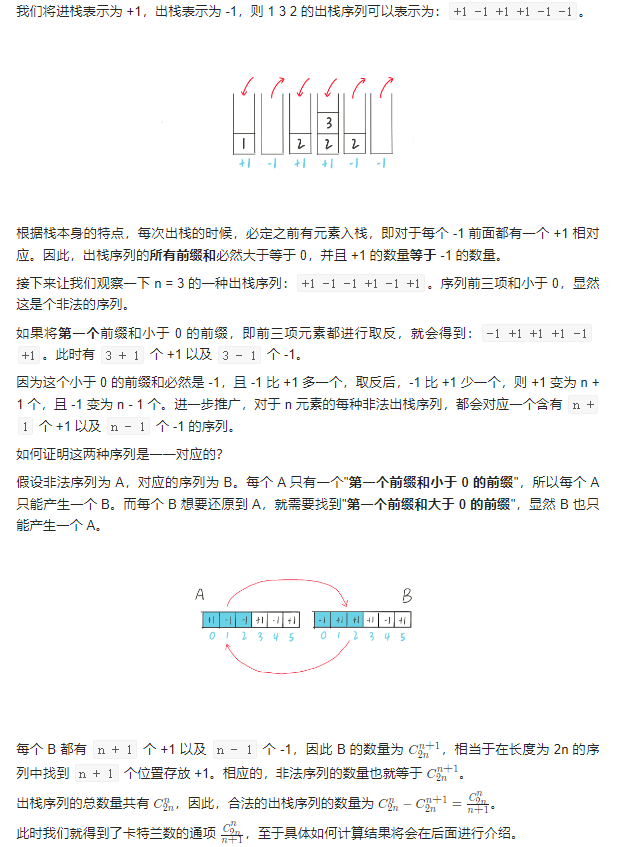 我们将进栈表示为 +1，出栈表示为 -1，则 1 3 2 的出栈序列可以表示为： +1 -1 +1 +1 -1 -1 。
3
1 2 2 2
+1 -1 +1 +1 -1 -1
根据栈本身的特点，每次出栈的时候，必定之前有元素入栈，即对于每个 -1 前面都有一个 +1 相对
应。因此，出栈序列的所有前缀和必然大于等于 0，并且 +1 的数量等于 -1 的数量。
接下来让我们观察一下 n = 3 的一种出栈序列： +1 -1 -1 +1 -1 +1 。序列前三项和小于 0，显然
这是个非法的序列。
如果将第一个前缀和小于 0 的前缀，即前三项元素都进行取反，就会得到： -1 +1 +1 +1 -1
+1 。此时有 3 + 1 个 +1 以及 3 - 1 个 -1。
因为这个小于 0 的前缀和必然是 -1，且 -1 比 +1 多一个，取反后，-1 比 +1 少一个，则 +1 变为 n +
1 个，且 -1 变为 n - 1 个。进一步推广，对于 n 元素的每种非法出栈序列，都会对应一个含有 n +
1 个 +1 以及 n - 1 个 -1 的序列。
如何证明这两种序列是一一对应的？
假设非法序列为 A，对应的序列为 B。每个 A 只有一个"第一个前缀和小于 0 的前缀"，所以每个 A
只能产生一个 B。而每个 B 想要还原到 A，就需要找到"第一个前缀和大于 0 的前缀"，显然 B 也只
能产生一个 A。
A B
+1 -1 -1 +1 -1 +1 -1 +1 +1 +1 -1 +1
0 1 2 3 4 5 0 1 2 3 4 5
每个 B 都有 n + 1 个 +1 以及 n - 1 个 -1，因此 B 的数量为 $C_{2n}^{n+1}$，相当于在长度为 2n 的序
列中找到 n + 1 个位置存放 +1。相应的，非法序列的数量也就等于 $C_{2n}^{n+1}$。
出栈序列的总数量共有 $C_{2n}^{n}$，因此，合法的出栈序列的数量为 $C_{2n}^{n} - C_{2n}^{n+1} = \frac{C_{2n}^{n}}{n+1}$。
此时我们就得到了卡特兰数的通项 $\frac{C_{2n}^{n}}{n+1}$，至于具体如何计算结果将会在后面进行介绍。